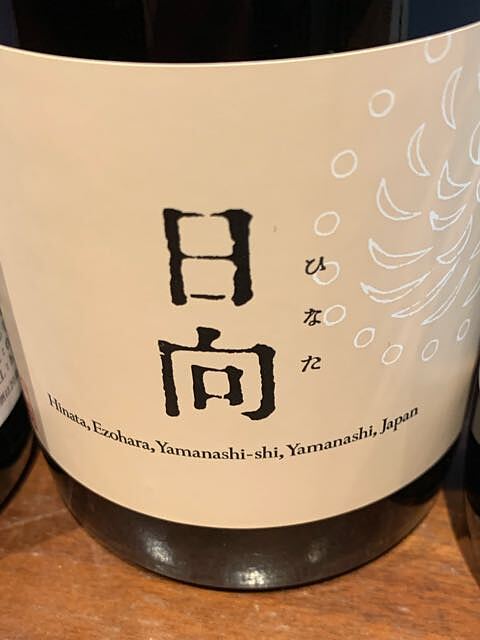 日向
ひなた
Hinata, Ezohara, Yamanashi-shi, Yamanashi, Japan